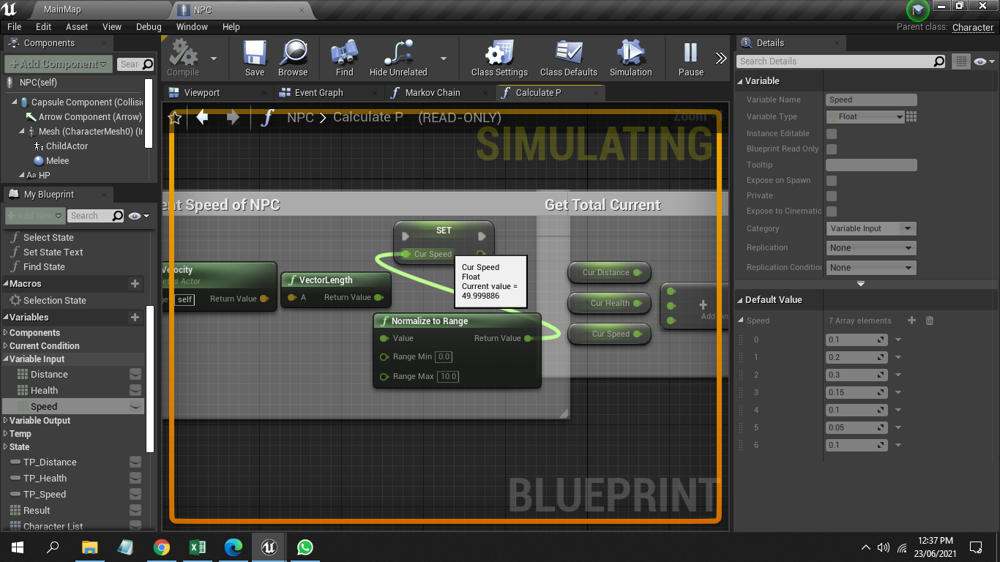 MainMap
NPC
File Edit Asset View Debug Window Help
Parent class: Character
Components
+Add Component
Sear
NPC(self)
Capsule Component (Collisio
Arrow Component (Arrow)
Mesh (CharacterMesh0) (In
ChildActor
Melee
Aa HP
My Blueprint
+Add New
Search
Select State
Set State Text
Find State
Macros
Selection State
Variables
Components
Current Condition
Variable Input
Distance
Health
Speed
Variable Output
Temp
State
TP_Distance
TP_Health
TP_Speed
Result
Character List
Compile Save Browse Find Hide Unrelated Class Settings Class Defaults Simulation Pause
Viewport Event Graph Markov Chain Calculate P
NPC > Calculate P (READ-ONLY)
Zoom
SIMULATING
ent Speed of NPC
Get Total Current
SET
Cur Speed
Cur Speed
Float
Current value =
49.999886
Velocity
self
Return Value
VectorLength
A Return Value
Normalize to Range
Value Return Value
Range Min 0.0
Range Max 10.0
Cur Distance
Cur Health
Cur Speed
BLUEPRINT
Details
Search Details
Variable
Variable Name Speed
Variable Type Float
Instance Editable
Blueprint Read Only
Tooltip
Expose on Spawn
Private
Expose to Cinematic
Category Variable Input
Replication None
Replication Condition None
Default Value
Speed 7 Array elements
0 0.1
1 0.2
2 0.3
3 0.15
4 0.1
5 0.05
6 0.1
12:37 PM
23/06/2021